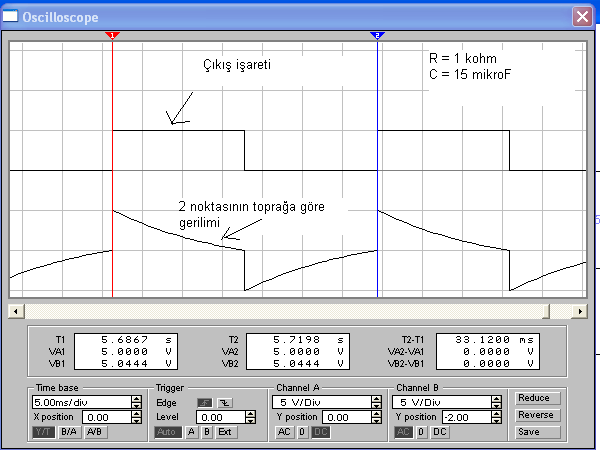 Oscilloscope
1
2
Çıkış işareti
R = 1 kohm
C = 15 mikroF
2 noktasının toprağa göre
gerilimi
5
T1 5.6867 s
VA1 5.0000 V
VB1 5.0444 V
T2 5.7198 s
VA2 5.0000 V
VB2 5.0444 V
T2-T1 33.1200 ms
VA2-VA1 0.0000 V
VB2-VB1 0.0000 V
Time base
5.00ms/div
X position 0.00
Y/T B/A A/B
Trigger
Edge
Level 0.00
Auto A B Ext
Channel A
5 V/Div
Y position 0.00
AC 0 DC
Channel B
5 V/Div
Y position -2.00
AC 0 DC
Reduce
Reverse
Save